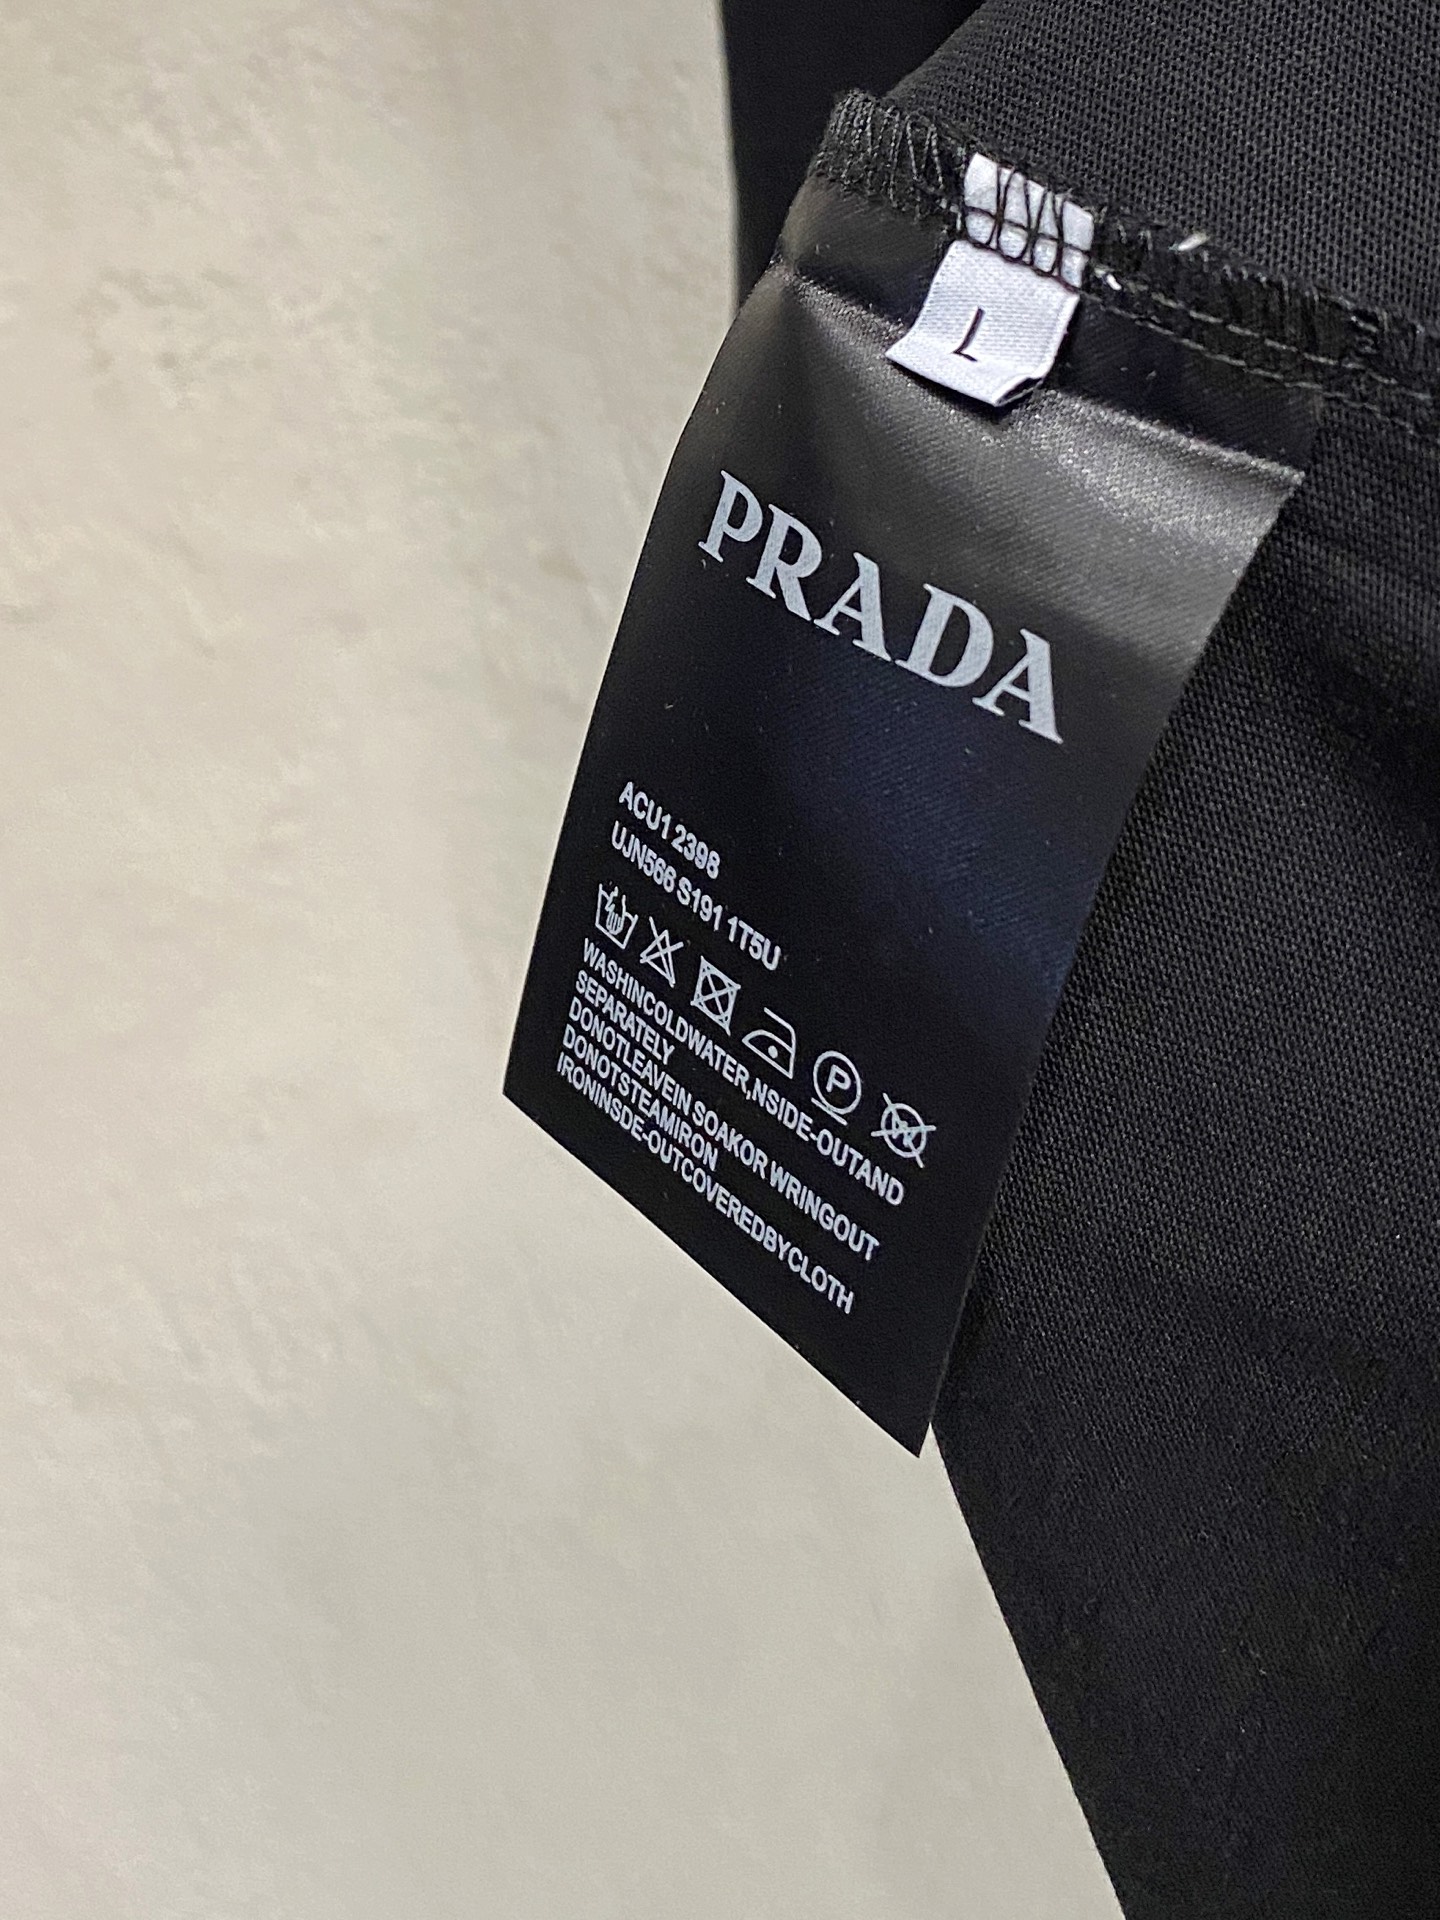 L
PRADA
ACU1 2398
UJN566 S191 1T5U
P
W
WASHINCOLDWATER,NSIDE-OUTAND
SEPARATELY
DONOTLEAVEIN SOAKOR WRINGOUT
DONOTSTEAMIRON
IRONINSDE-OUTCOVEREDBYCLOTH